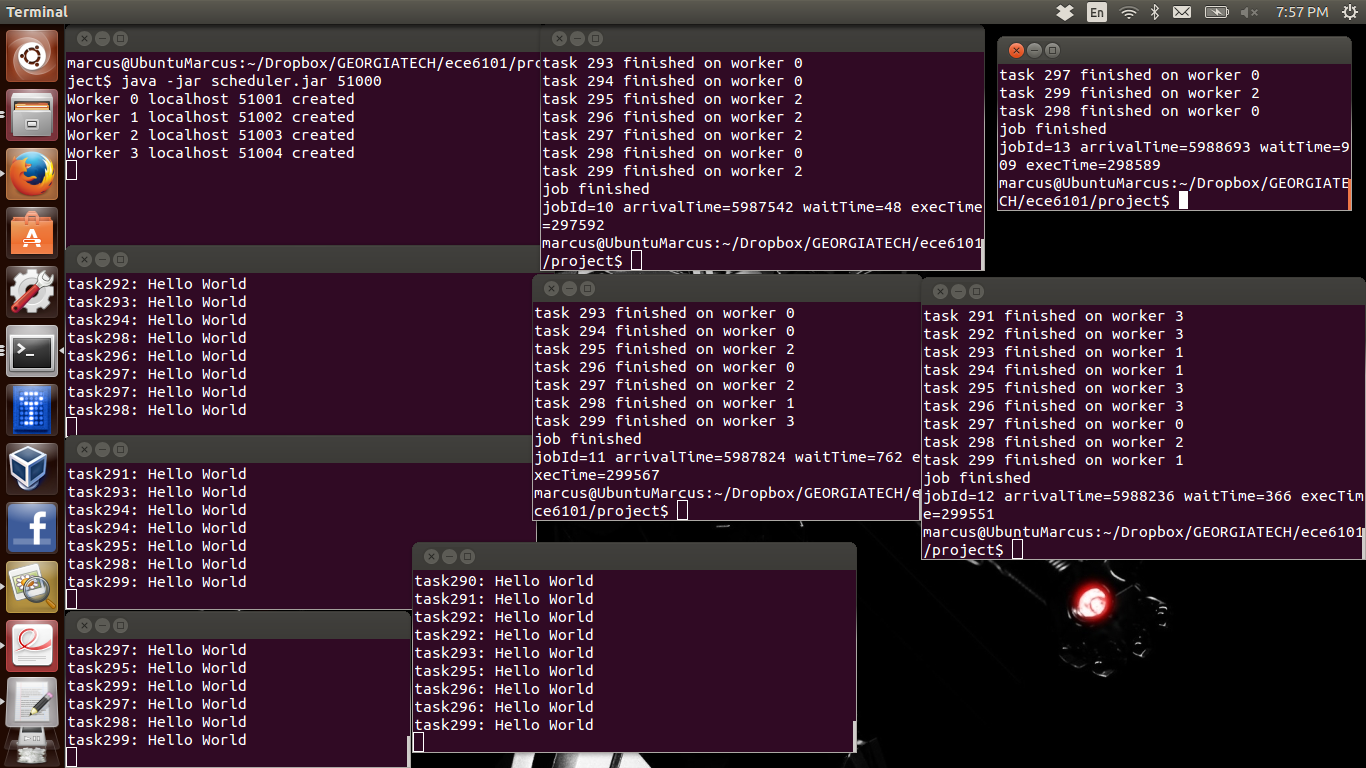 Terminal
En
7:57 PM
marcus@UbuntuMarcus:~/Dropbox/GEORGIATECH/ece6101/pro
ject$ java -jar scheduler.jar 51000
Worker 0 localhost 51001 created
Worker 1 localhost 51002 created
Worker 2 localhost 51003 created
Worker 3 localhost 51004 created
task 293 finished on worker 0
task 294 finished on worker 0
task 295 finished on worker 2
task 296 finished on worker 2
task 297 finished on worker 2
task 298 finished on worker 0
task 299 finished on worker 2
job finished
jobId=10 arrivalTime=5987542 waitTime=48 execTime
=297592
marcus@UbuntuMarcus:~/Dropbox/GEORGIATECH/ece6101
/project$
task 297 finished on worker 0
task 299 finished on worker 2
task 298 finished on worker 0
job finished
jobId=13 arrivalTime=5988693 waitTime=9
09 execTime=298589
marcus@UbuntuMarcus:~/Dropbox/GEORGIATE
CH/ece6101/project$
task292: Hello World
task293: Hello World
task294: Hello World
task298: Hello World
task296: Hello World
task297: Hello World
task297: Hello World
task298: Hello World
task 293 finished on worker 0
task 294 finished on worker 0
task 295 finished on worker 2
task 296 finished on worker 0
task 297 finished on worker 2
task 298 finished on worker 1
task 299 finished on worker 3
job finished
jobId=11 arrivalTime=5987824 waitTime=762 e
xecTime=299567
marcus@UbuntuMarcus:~/Dropbox/GEORGIATECH/e
ce6101/project$
task 291 finished on worker 3
task 292 finished on worker 3
task 293 finished on worker 1
task 294 finished on worker 1
task 295 finished on worker 3
task 296 finished on worker 3
task 297 finished on worker 0
task 298 finished on worker 2
task 299 finished on worker 1
job finished
jobId=12 arrivalTime=5988236 waitTime=366 execTim
e=299551
marcus@UbuntuMarcus:~/Dropbox/GEORGIATECH/ece6101
/project$
task291: Hello World
task293: Hello World
task294: Hello World
task294: Hello World
task295: Hello World
task298: Hello World
task299: Hello World
task290: Hello World
task291: Hello World
task292: Hello World
task292: Hello World
task293: Hello World
task295: Hello World
task296: Hello World
task296: Hello World
task299: Hello World
task297: Hello World
task295: Hello World
task299: Hello World
task297: Hello World
task298: Hello World
task299: Hello World